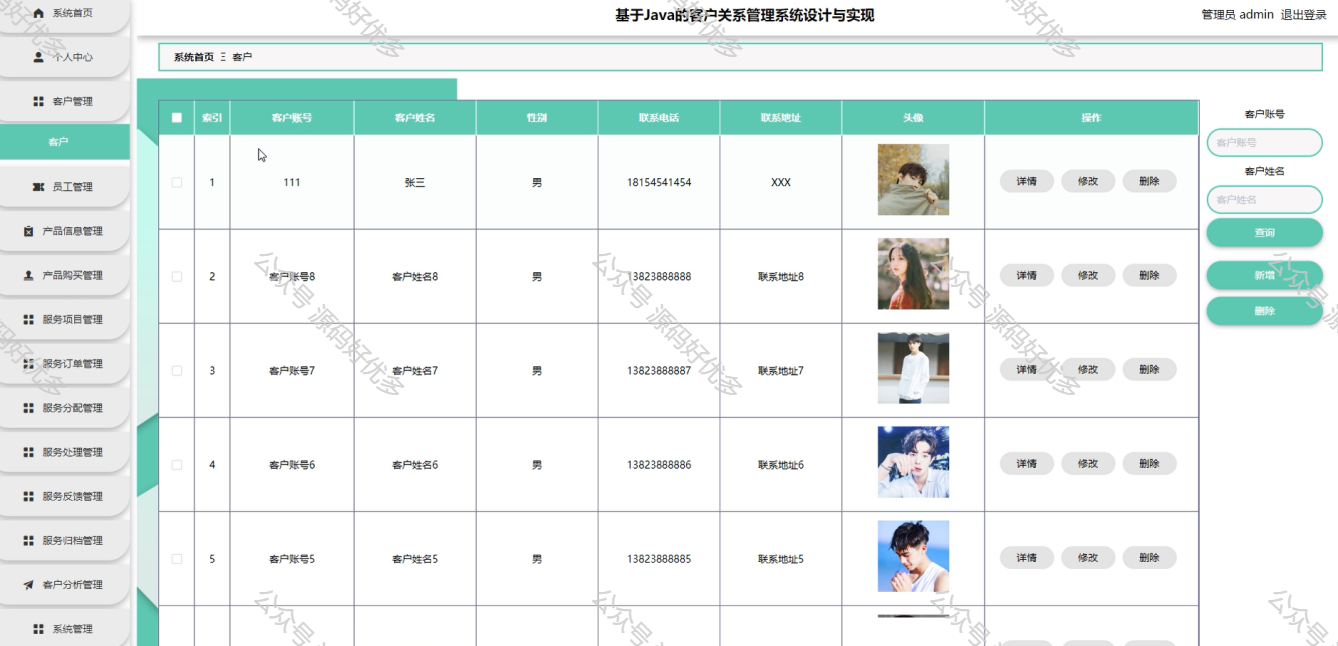 基于Java的客户关系管理系统设计与实现
管理员 admin 退出登录
系统首页
个人中心
客户管理
客户
员工管理
产品信息管理
产品购买管理
服务项目管理
服务订单管理
服务分配管理
服务处理管理
服务反馈管理
服务归档管理
客户分析管理
系统管理
系统首页 Ξ 客户
索引 客户账号 客户姓名 性别 联系电话 联系地址 头像 操作
1 111 张三 男 18154541454 XXX 详情 修改 删除
2 客户账号8 客户姓名8 男 13823888888 联系地址8 详情 修改 删除
3 客户账号7 客户姓名7 男 13823888887 联系地址7 详情 修改 删除
4 客户账号6 客户姓名6 男 13823888886 联系地址6 详情 修改 删除
5 客户账号5 客户姓名5 男 13823888885 联系地址5 详情 修改 删除
客户账号
客户账号
客户姓名
客户姓名
查询
新增
删除
公众号 源码好优多
公众号 源码好优多
公众号 源码好优多